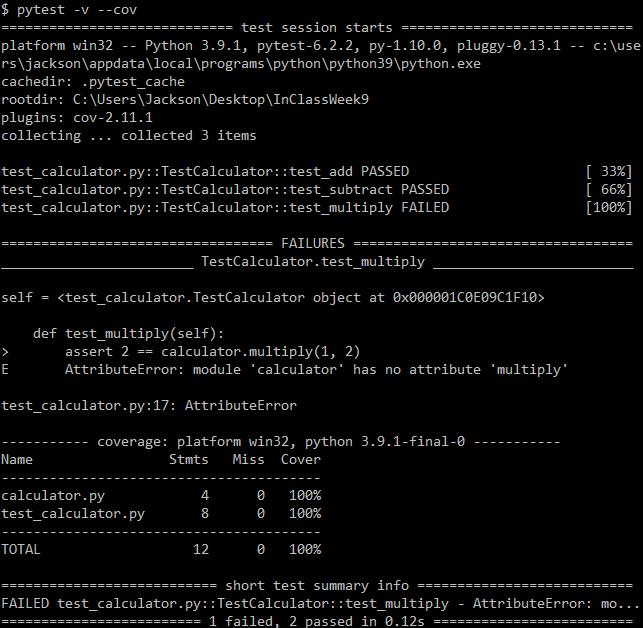 $ pytest -v --cov
============================= test session starts =============================
platform win32 -- Python 3.9.1, pytest-6.2.2, py-1.10.0, pluggy-0.13.1 -- c:\use
rs\jackson\appdata\local\programs\python\python39\python.exe
cachedir: .pytest_cache
rootdir: C:\Users\Jackson\Desktop\InClassWeek9
plugins: cov-2.11.1
collecting ... collected 3 items

test_calculator.py::TestCalculator::test_add PASSED                      [ 33%]
test_calculator.py::TestCalculator::test_subtract PASSED                 [ 66%]
test_calculator.py::TestCalculator::test_multiply FAILED                 [100%]

================================== FAILURES ===================================
________________________ TestCalculator.test_multiply _________________________

self = <test_calculator.TestCalculator object at 0x000001C0E09C1F10>

    def test_multiply(self):
>       assert 2 == calculator.multiply(1, 2)
E       AttributeError: module 'calculator' has no attribute 'multiply'

test_calculator.py:17: AttributeError

----------- coverage: platform win32, python 3.9.1-final-0 -----------
Name                 Stmts   Miss  Cover
----------------------------------------
calculator.py            4      0   100%
test_calculator.py       8      0   100%
----------------------------------------
TOTAL                   12      0   100%

=========================== short test summary info ===========================
FAILED test_calculator.py::TestCalculator::test_multiply - AttributeError: mo...
========================= 1 failed, 2 passed in 0.12s =========================